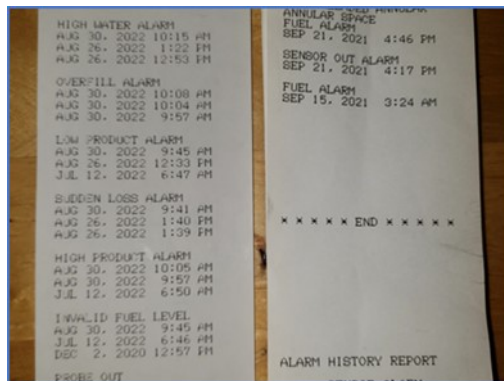 HIGH WATER ALARM
AUG 30, 2022 10:15 AM
AUG 26, 2022 1:22 PM
AUG 26, 2022 12:53 PM
OVERFILL ALARM
AUG 30, 2022 10:08 AM
AUG 30, 2022 10:04 AM
AUG 30, 2022 9:57 AM
LOW PRODUCT ALARM
AUG 30, 2022 9:45 AM
AUG 26, 2022 12:33 PM
JUL 12, 2022 6:47 AM
SUDDEN LOSS ALARM
AUG 30, 2022 9:41 AM
AUG 26, 2022 1:40 PM
AUG 26, 2022 1:39 PM
HIGH PRODUCT ALARM
AUG 30, 2022 10:05 AM
AUG 30, 2022 9:57 AM
JUL 12, 2022 6:50 AM
INVALID FUEL LEVEL
AUG 30, 2022 9:45 AM
JUL 12, 2022 6:46 AM
DEC 2, 2020 12:57 PM
PROBE OUT
ANNULAR
ANNULAR SPACE
FUEL ALARM
SEP 21, 2021 4:46 PM
SENSOR OUT ALARM
SEP 21, 2021 4:17 PM
FUEL ALARM
SEP 15, 2021 3:24 AM
* * * * * END * * * * *
ALARM HISTORY REPORT
ALARM